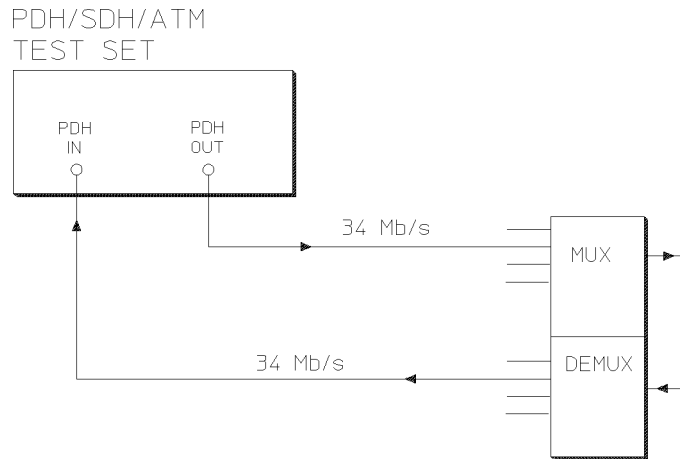 PDH/SDH/ATM
TEST SET
PDH
IN
PDH
OUT
34 Mb/s
MUX
34 Mb/s
DEMUX